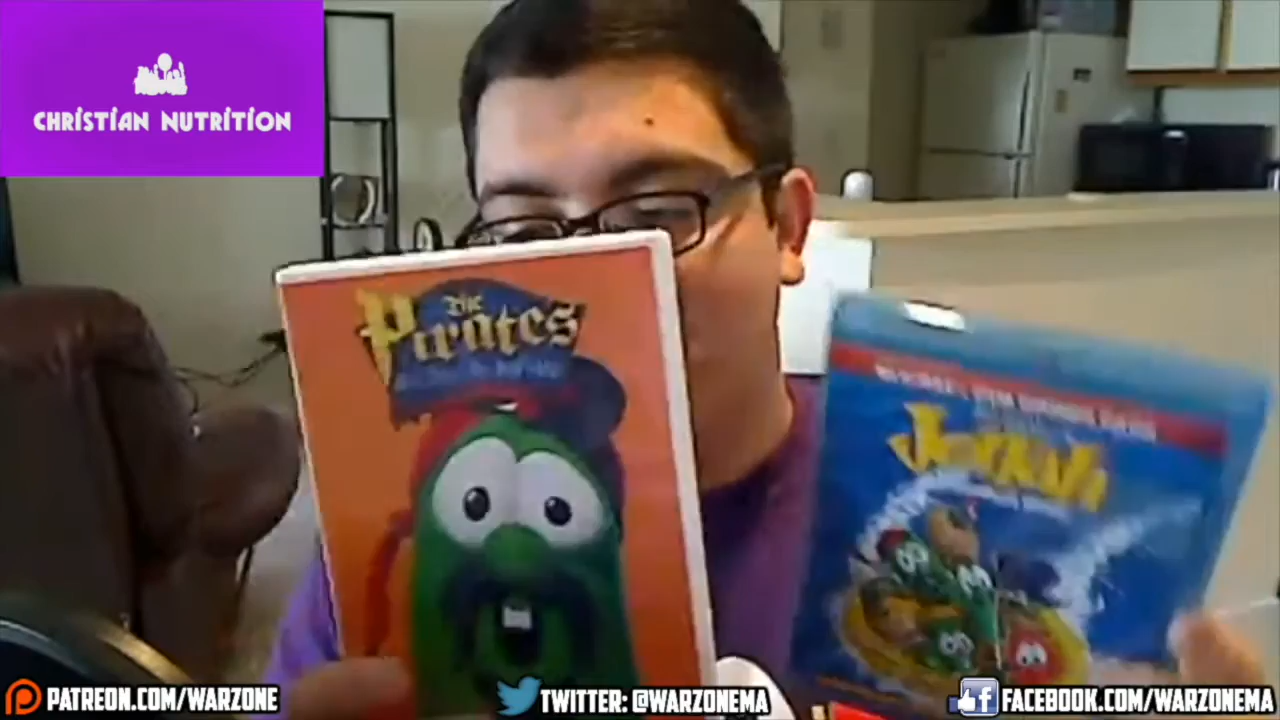 CHRISTIAN NUTRITION
The
Pirates
JONAH
PATREON.COM/WARZONE
TWITTER: @WARZONEMA
FACEBOOK.COM/WARZONEMA